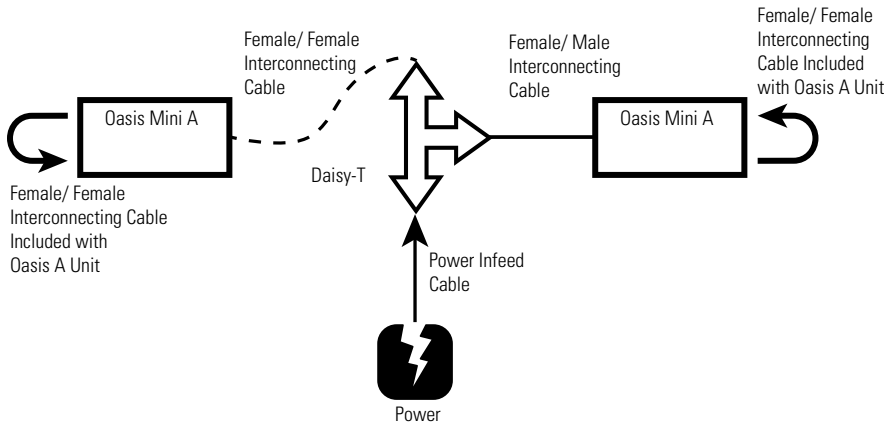 Female/ Female
Interconnecting
Cable
Female/ Male
Interconnecting
Cable
Female/ Female
Interconnecting
Cable Included
with Oasis A Unit
Oasis Mini A
Oasis Mini A
Daisy-T
Female/ Female
Interconnecting Cable
Included with
Oasis A Unit
Power Infeed
Cable
Power